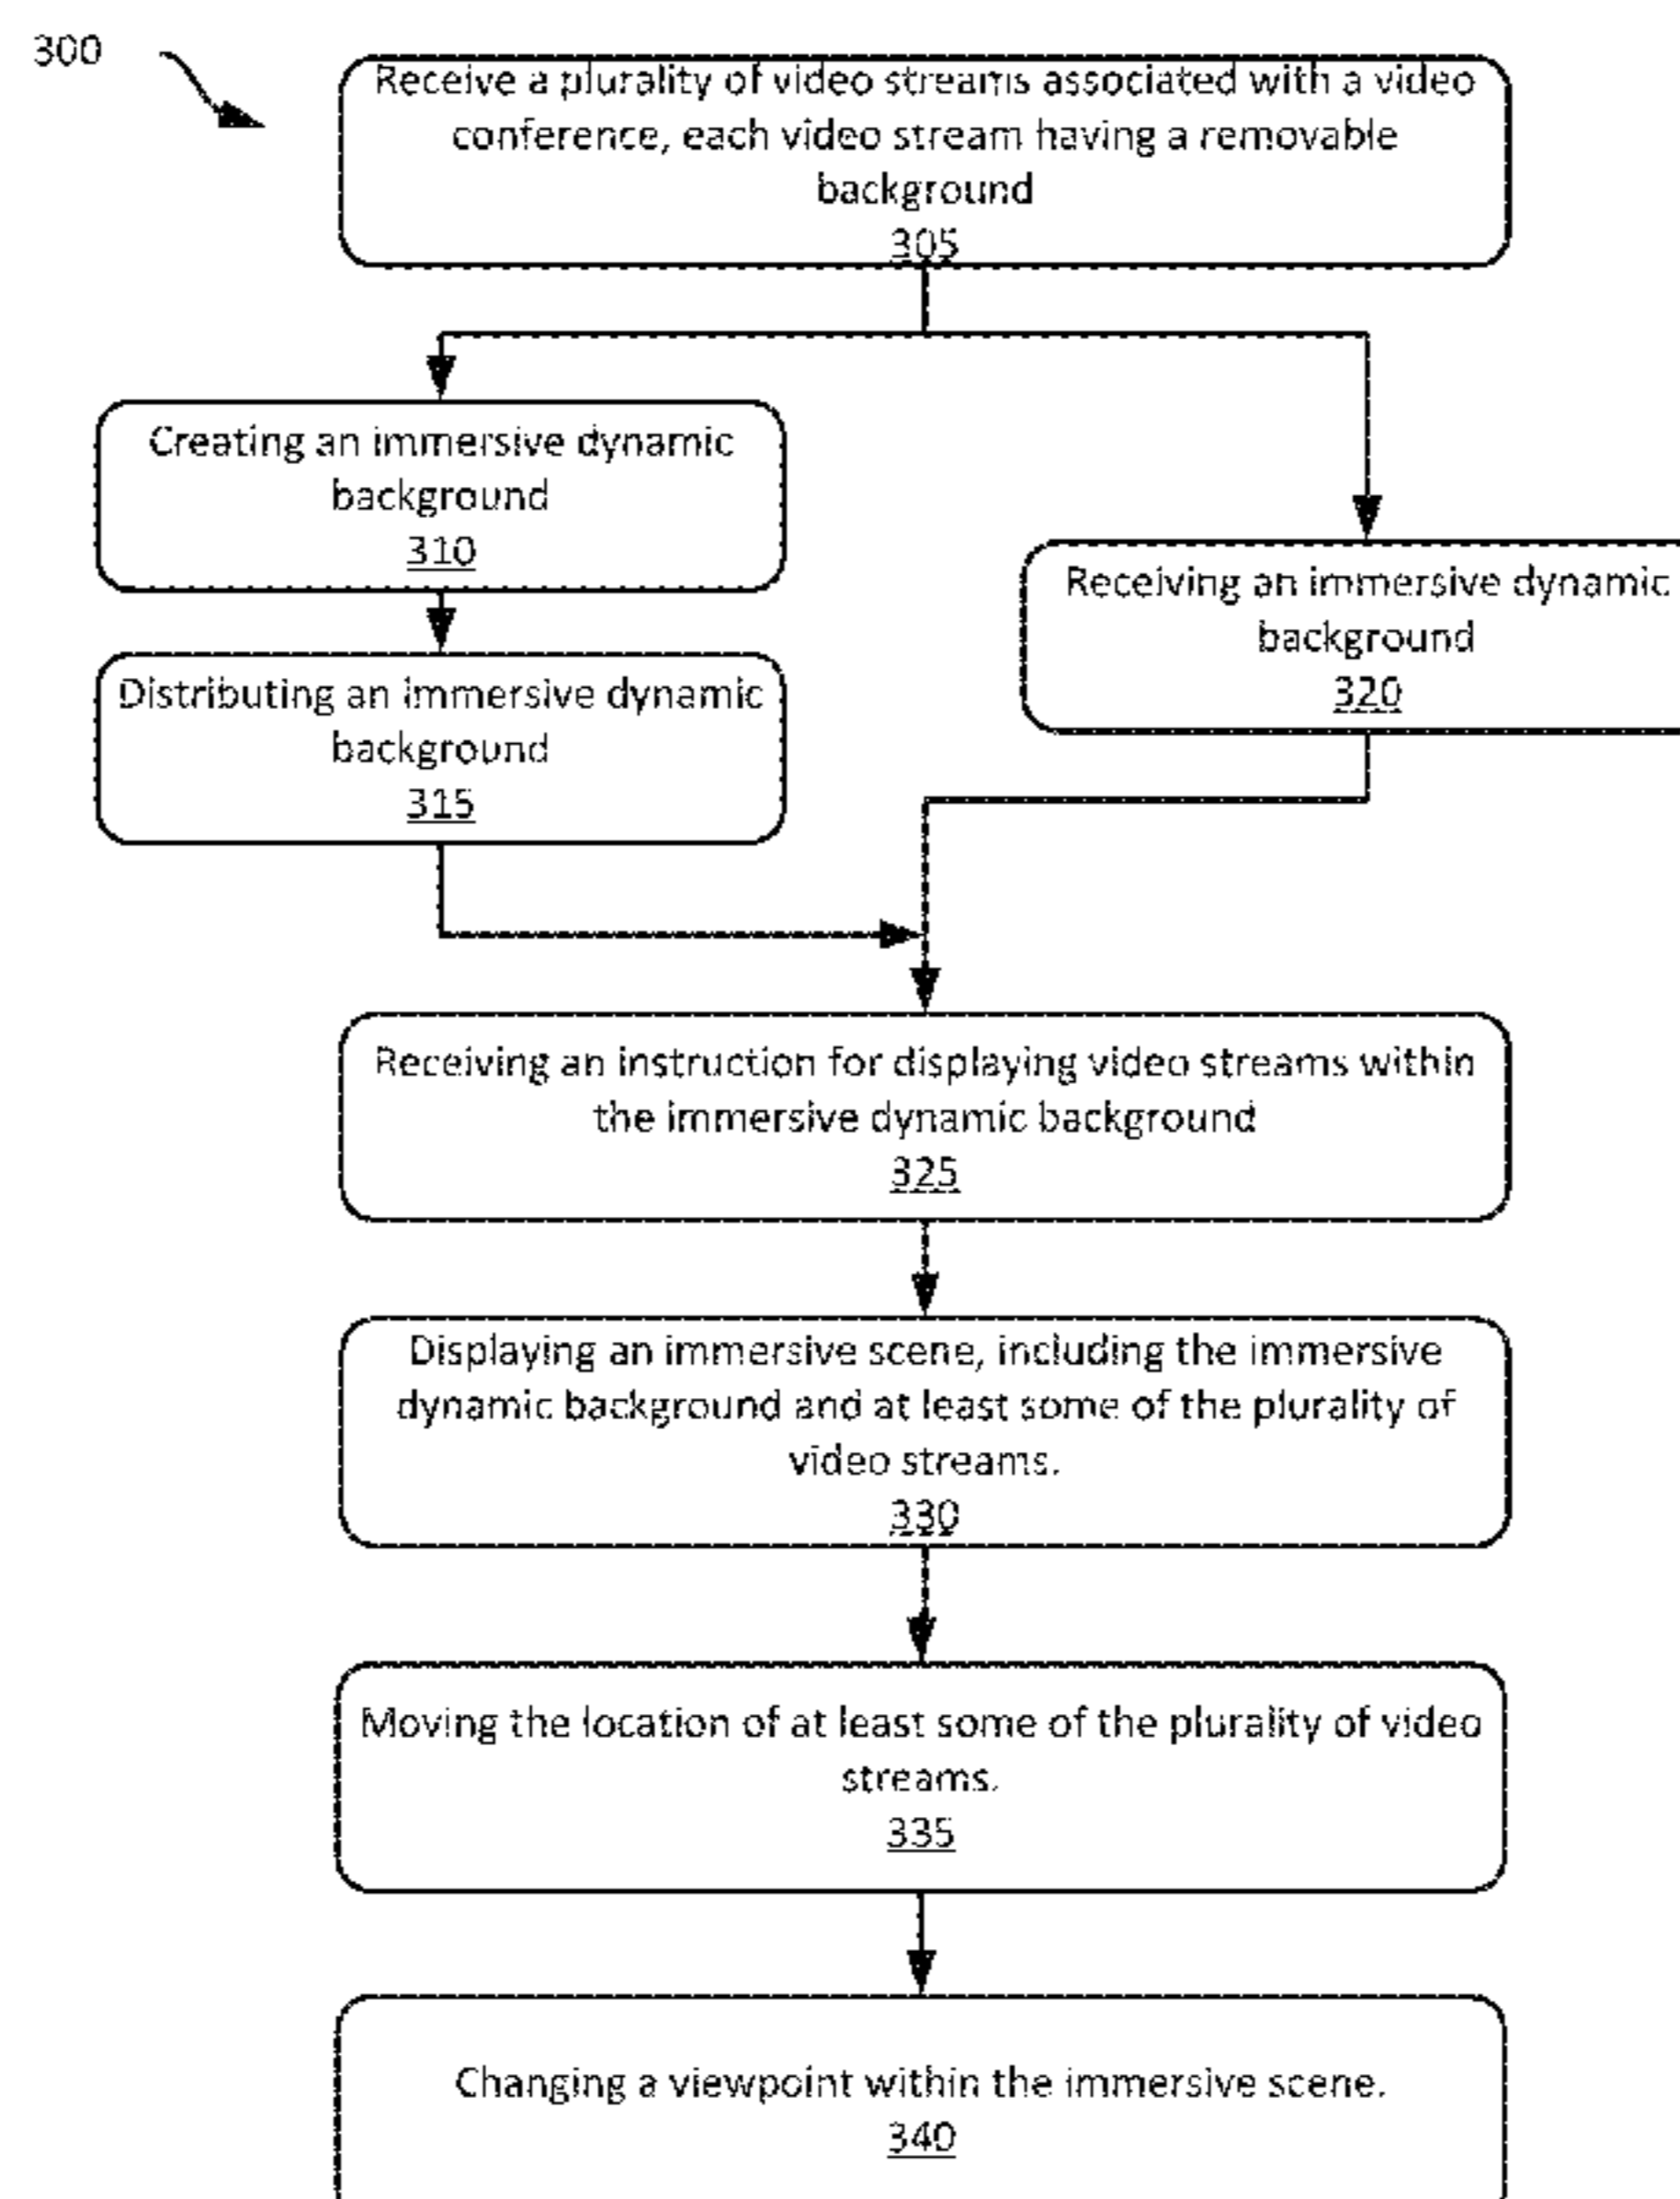 300
Receive a plurality of video streams associated with a video
conference, each video stream having a removable
background
305
Creating an immersive dynamic
background
310
Distributing an immersive dynamic
background
315
Receiving an immersive dynamic
background
320
Receiving an instruction for displaying video streams within
the immersive dynamic background
325
Displaying an immersive scene, including the immersive
dynamic background and at least some of the plurality of
video streams.
330
Moving the location of at least some of the plurality of video
streams.
335
Changing a viewpoint within the immersive scene.
340